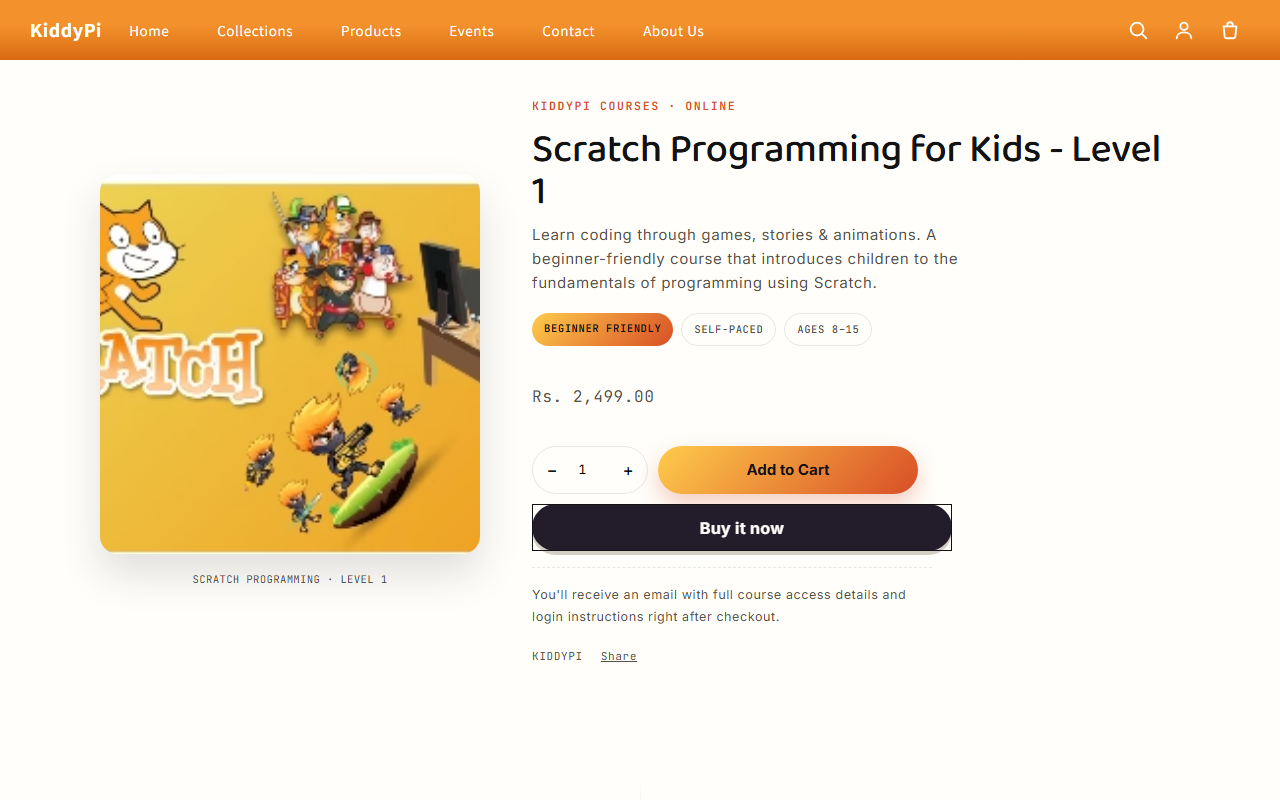 KiddyPi Home Collections Products Events Contact About Us
KIDDYPI COURSES · ONLINE
Scratch Programming for Kids - Level
1
Learn coding through games, stories & animations. A
beginner-friendly course that introduces children to the
fundamentals of programming using Scratch.
BEGINNER FRIENDLY SELF-PACED AGES 8–15
Rs. 2,499.00
− 1 + Add to Cart
Buy it now
You'll receive an email with full course access details and
login instructions right after checkout.
KIDDYPI Share
ATCH
SCRATCH PROGRAMMING · LEVEL 1